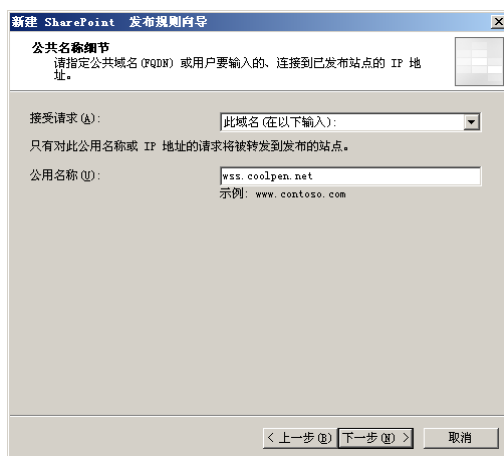 新建 SharePoint 发布规则向导
公共名称细节
请指定公共域名(FQDN) 或用户要输入的、连接到已发布站点的 IP 地
址。
接受请求(A):
此域名(在以下输入):
只有对此公用名称或 IP 地址的请求将被转发到发布的站点。
公用名称(U):
wss.coolpen.net
示例: www.contoso.com
< 上一步(B)
下一步(N) >
取消